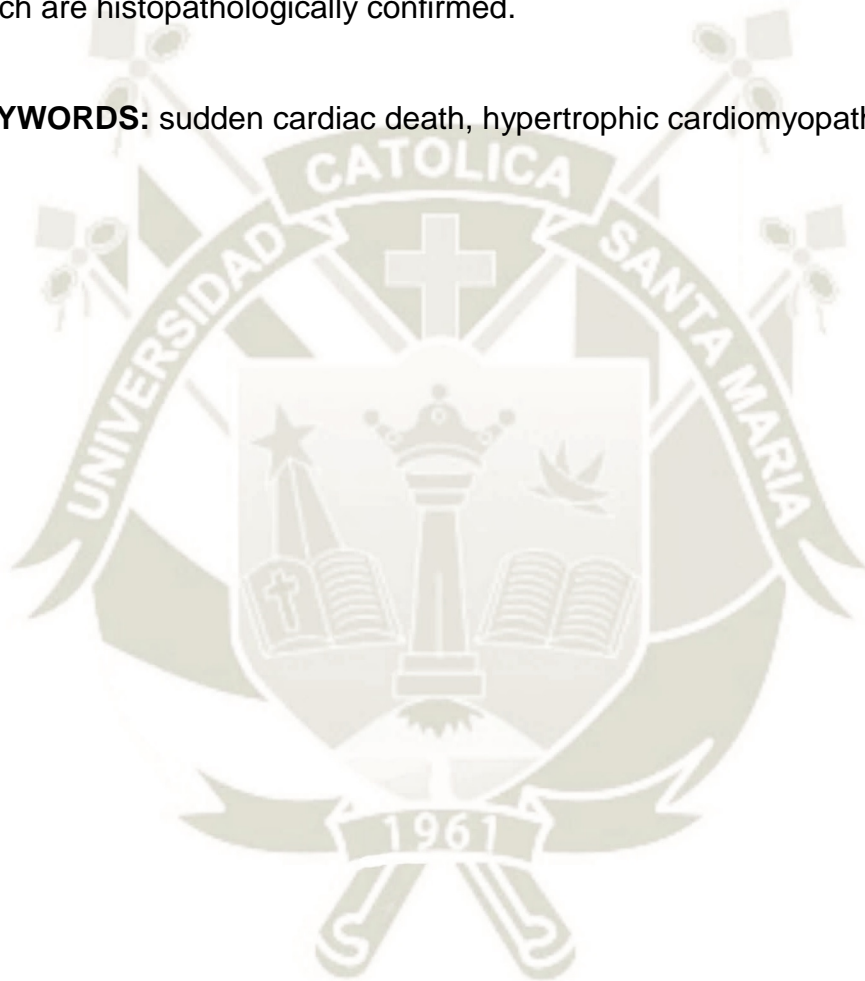 ch are histopathologically confirmed.
YWORDS: sudden cardiac death, hypertrophic cardiomyopath
CATOLICA
UNIVERSIDAD
SANTA MARIA
1961